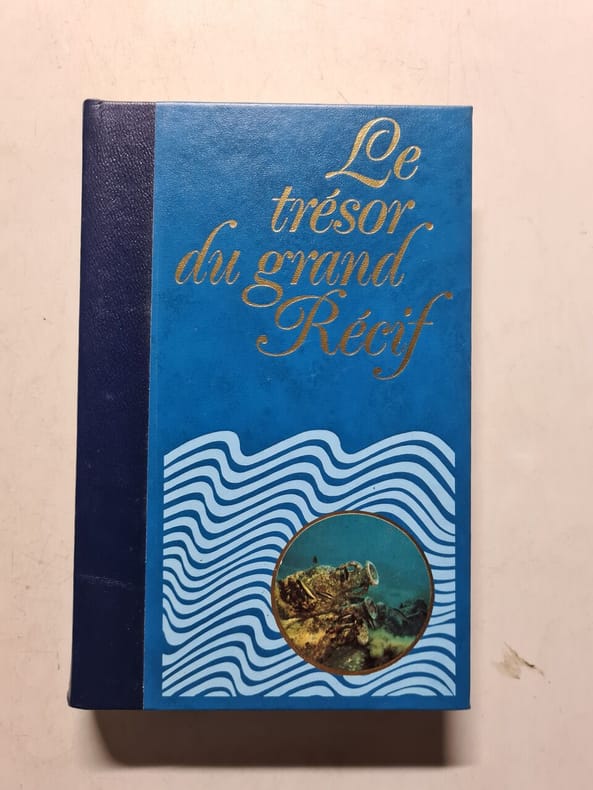 Le
trésor
du grand
Récif